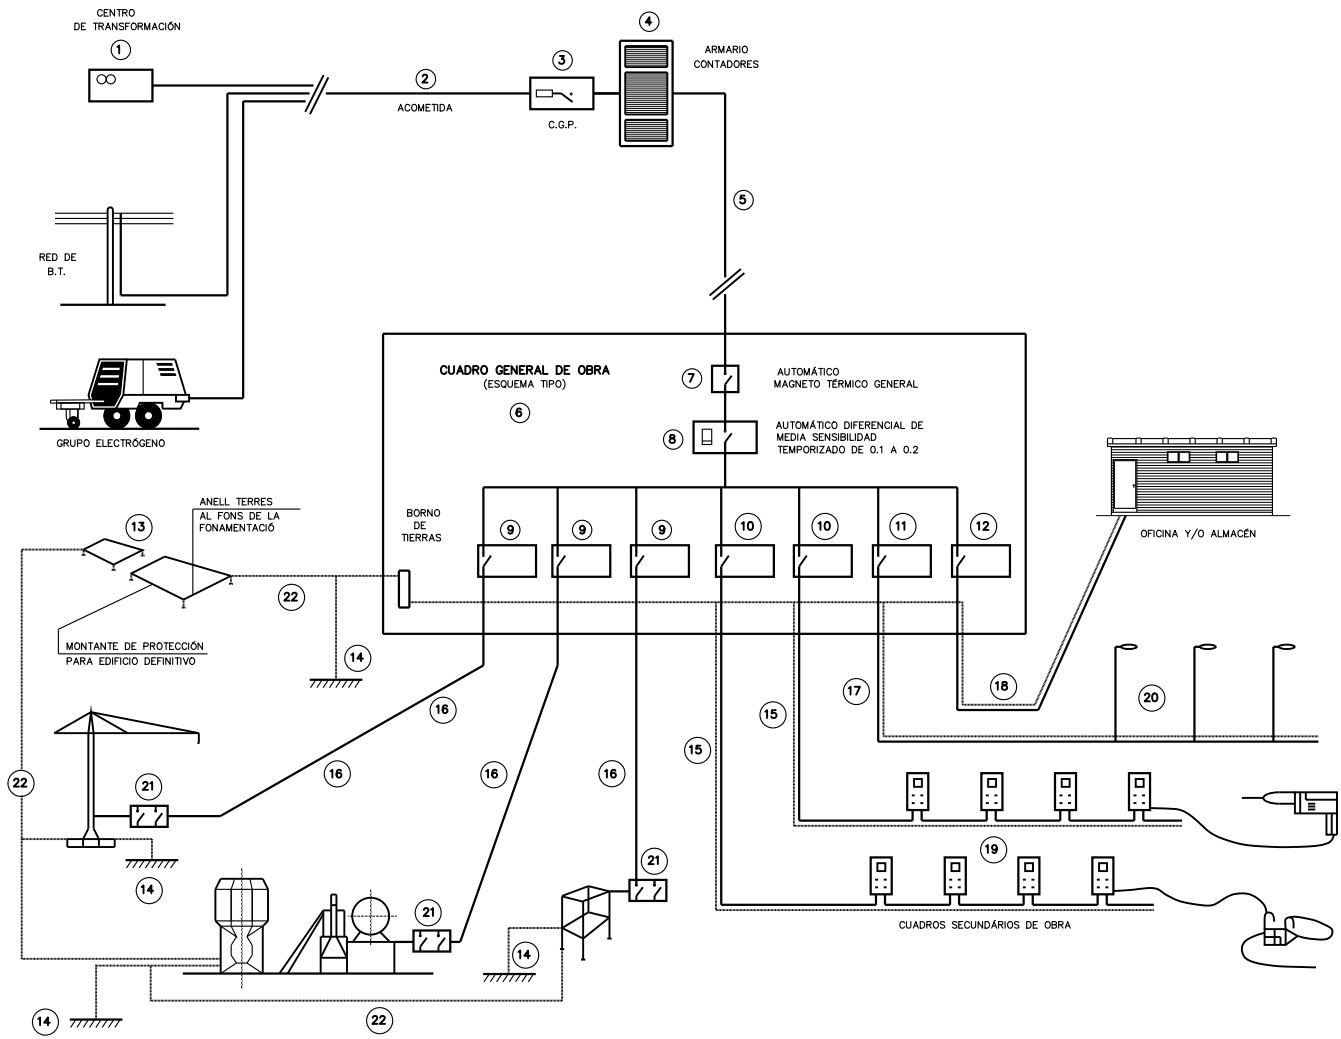 CENTRO
DE TRANSFORMACIÓN
1
2
ACOMETIDA
3
C.G.P.
4
ARMARIO
CONTADORES
5
RED DE
B.T.
GRUPO ELECTRÓGENO
CUADRO GENERAL DE OBRA
(ESQUEMA TIPO)
6
7
AUTOMÁTICO
MAGNETO TÉRMICO GENERAL
8
AUTOMÁTICO DIFERENCIAL DE
MEDIA SENSIBILIDAD
TEMPORIZADO DE 0.1 A 0.2
BORNO
DE
TIERRAS
9
9
9
10
10
11
12
OFICINA Y/O ALMACÉN
ANELL TERRES
AL FONS DE LA
FONAMENTACIÓ
13
22
MONTANTE DE PROTECCIÓN
PARA EDIFICIO DEFINITIVO
14
16
16
16
16
15
15
17
18
20
22
21
14
21
21
19
CUADROS SECUNDÁRIOS DE OBRA
14
14
22